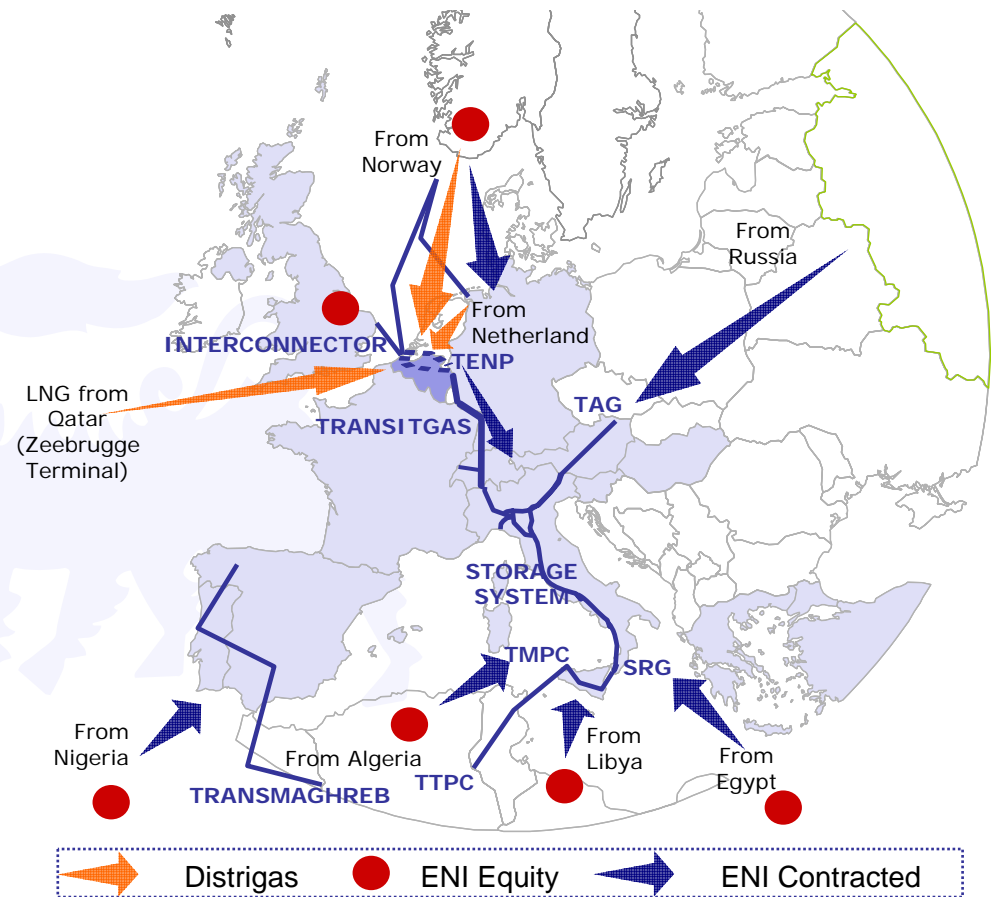 From
Norway
From
Russia
From
Netherland
INTERCONNECTOR
TENP
LNG from
Qatar
(Zeebrugge
Terminal)
TRANSITGAS
TAG
STORAGE
SYSTEM
TMPC
SRG
From
Nigeria
From Algeria
From
Libya
From
Egypt
TTPC
TRANSMAGHREB
Distrigas
ENI Equity
ENI Contracted